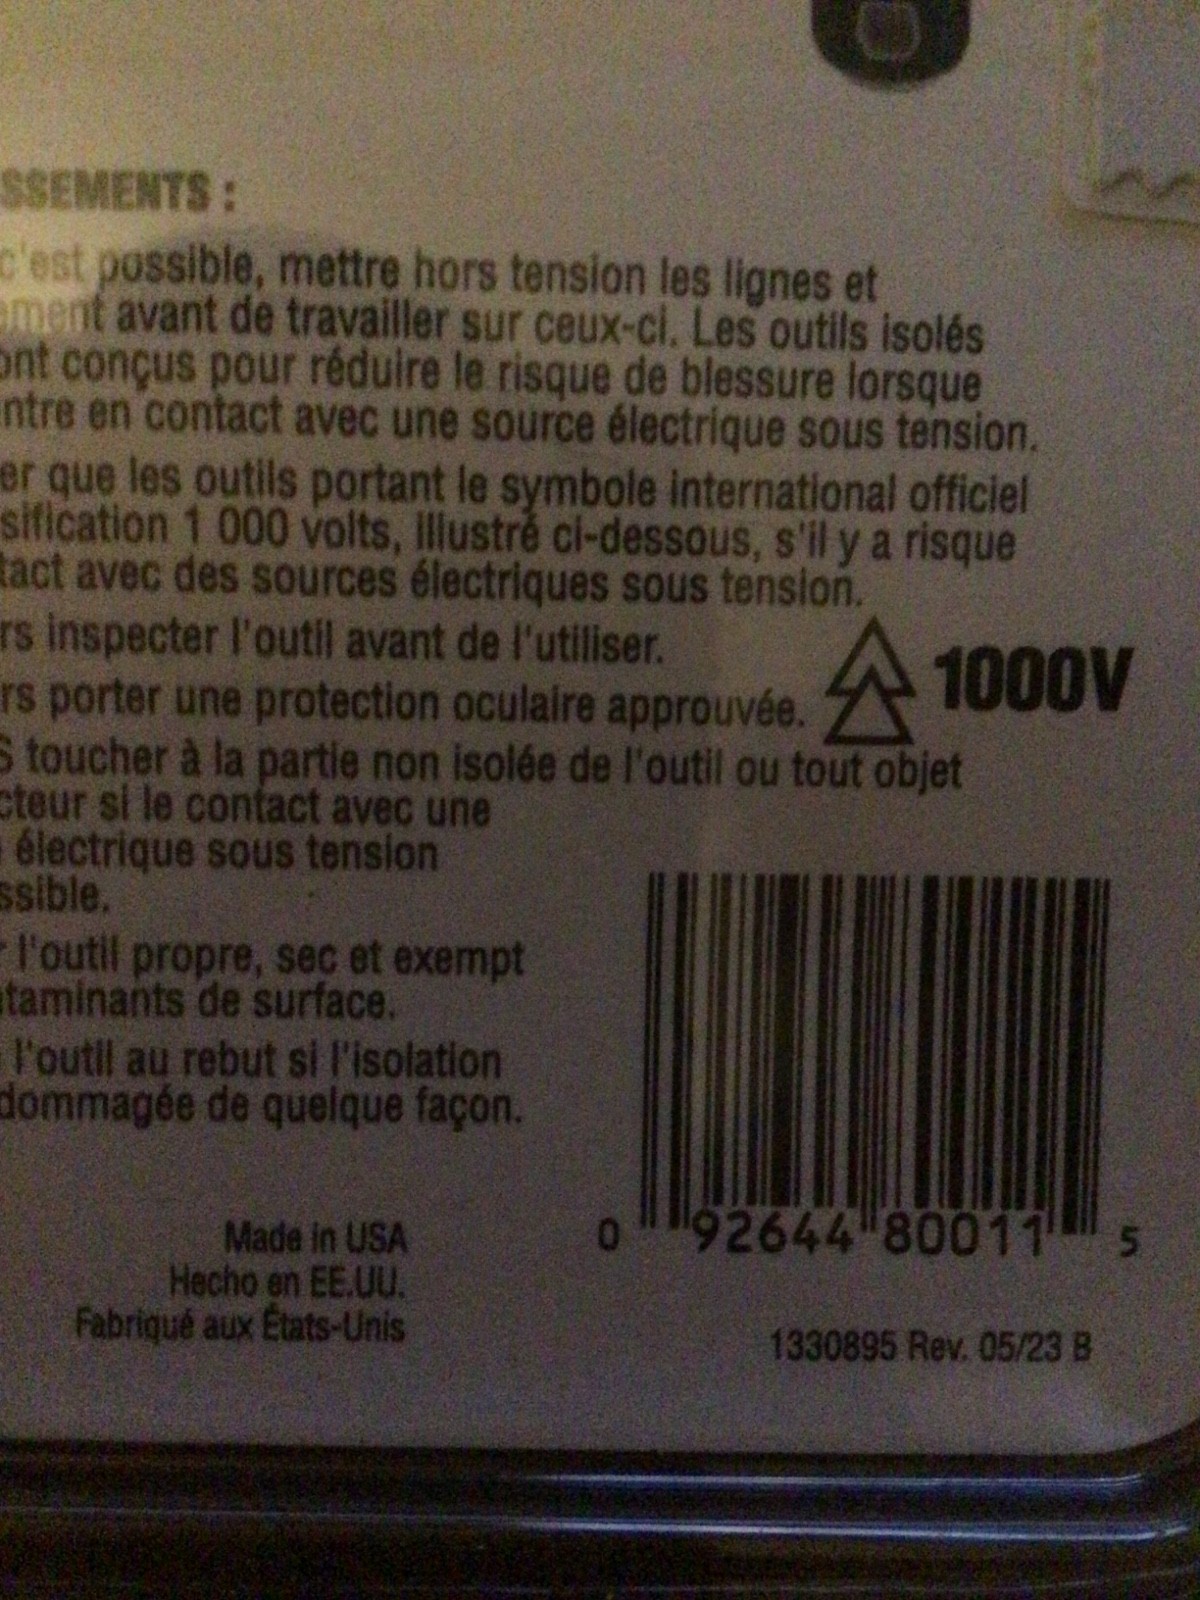 SSEMENTS :
c'est possible, mettre hors tension les lignes et
ement avant de travailler sur ceux-ci. Les outils isolés
ont conçus pour réduire le risque de blessure lorsque
ntre en contact avec une source électrique sous tension.
er que les outils portant le symbole international officiel
sification 1 000 volts, illustré ci-dessous, s'il y a risque
tact avec des sources électriques sous tension.
rs inspecter l'outil avant de l'utiliser.
rs porter une protection oculaire approuvée.
1000V
S toucher à la partie non isolée de l'outil ou tout objet
cteur si le contact avec une
électrique sous tension
ssible.
r l'outil propre, sec et exempt
ntaminants de surface.
l'outil au rebut si l'isolation
dommagée de quelque façon.
Made in USA
Hecho en EE.UU.
Fabriqué aux États-Unis
0 92644 80011 5
1330895 Rev. 05/23 B